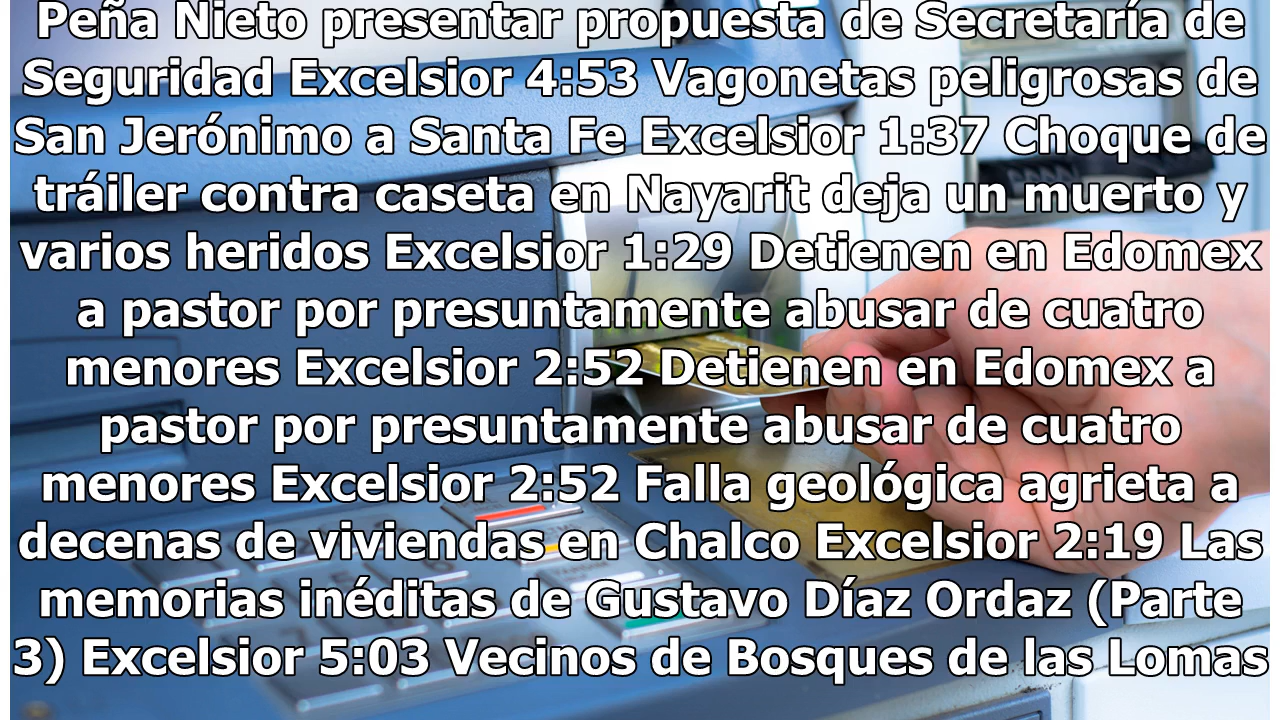 Peña Nieto presentar propuesta de Secretaría de
Seguridad Excelsior 4:53 Vagonetas peligrosas de
San Jerónimo a Santa Fe Excelsior 1:37 Choque de
tráiler contra caseta en Nayarit deja un muerto y
varios heridos Excelsior 1:29 Detienen en Edomex
a pastor por presuntamente abusar de cuatro
menores Excelsior 2:52 Detienen en Edomex a
pastor por presuntamente abusar de cuatro
menores Excelsior 2:52 Falla geológica agrieta a
decenas de viviendas en Chalco Excelsior 2:19 Las
memorias inéditas de Gustavo Díaz Ordaz (Parte
3) Excelsior 5:03 Vecinos de Bosques de las Lomas